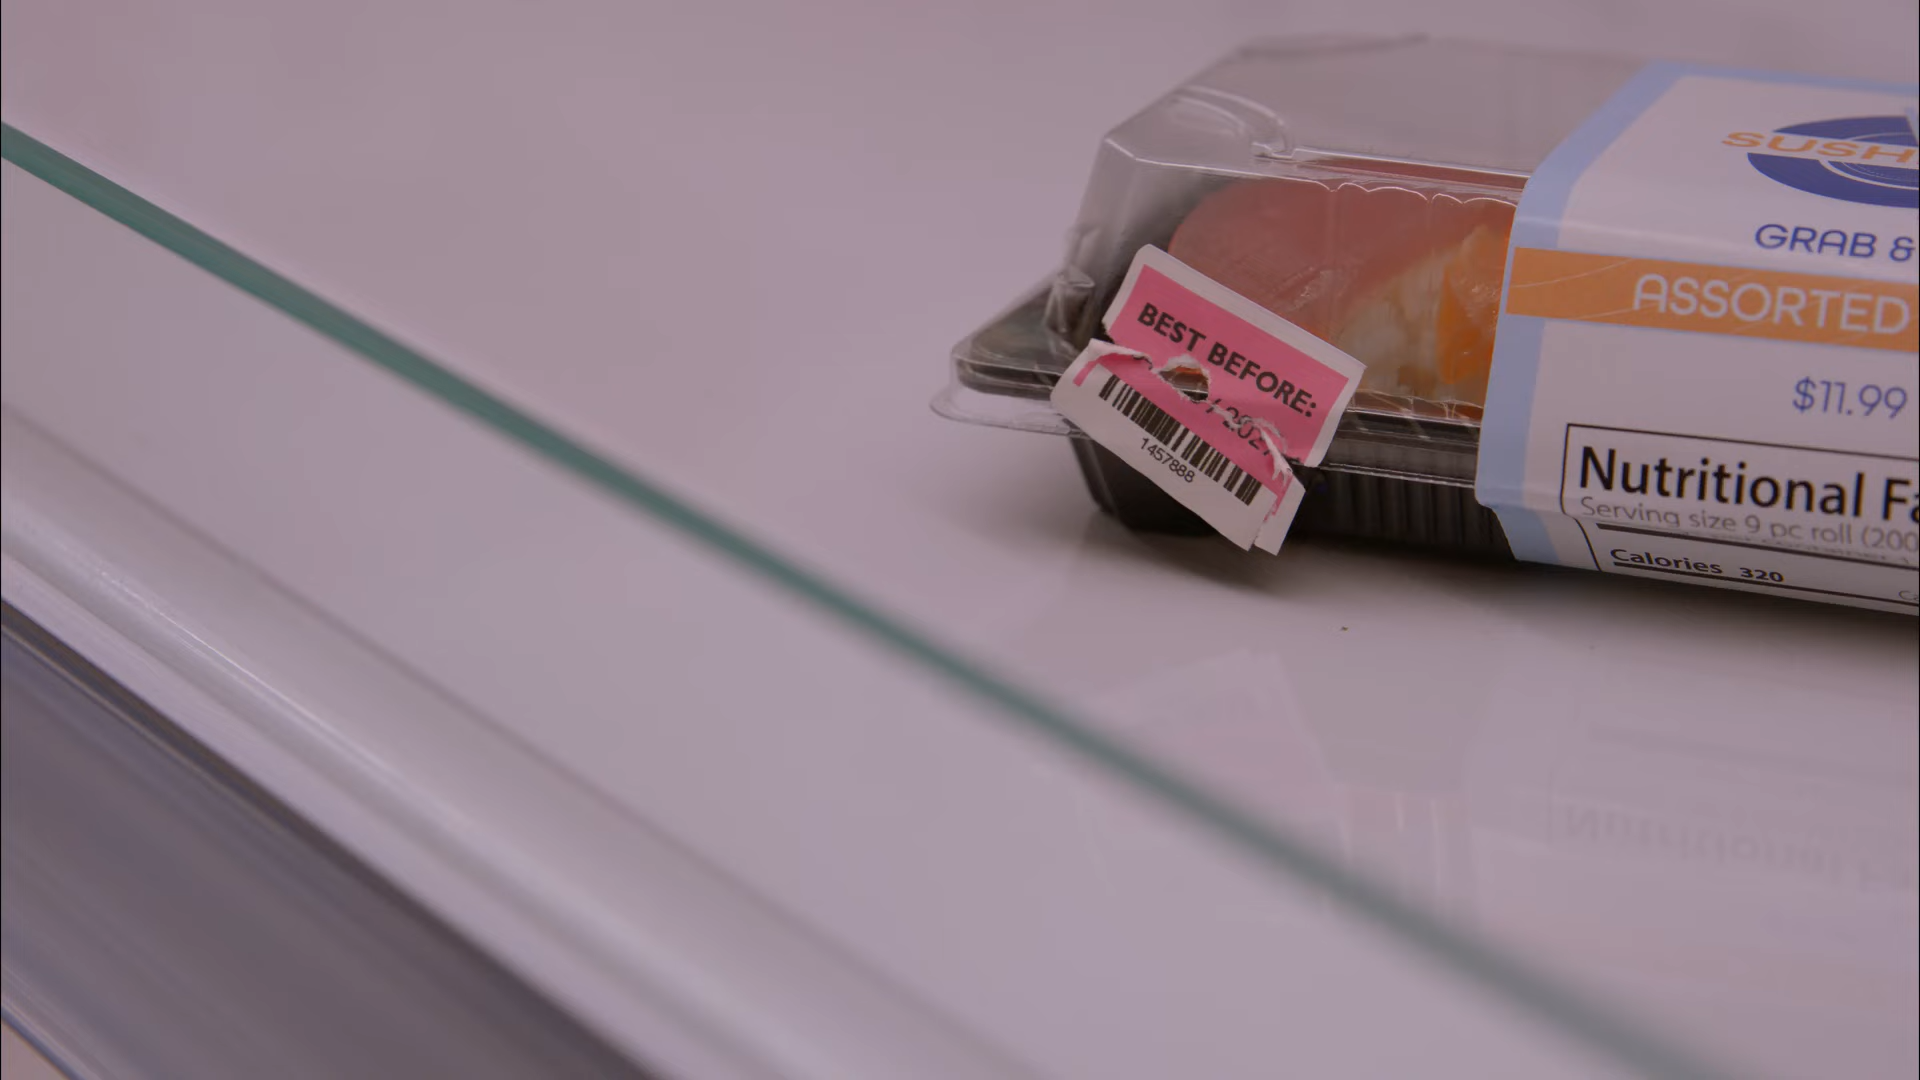 BEST BEFORE:
1457888
SUSH
GRAB &
ASSORTED
$11.99
Nutritional Fa
Serving size 9 pc roll (200
Calories 320